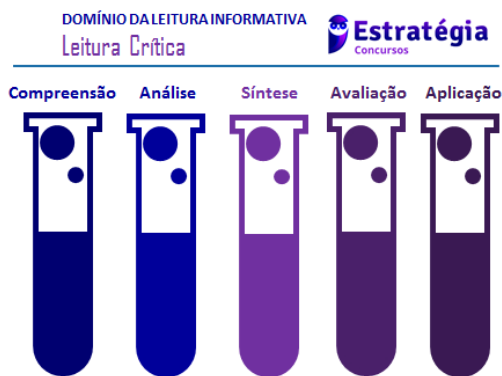 DOMÍNIO DA LEITURA INFORMATIVA
Leitura Crítica
Estratégia
Concursos
Compreensão Análise Síntese Avaliação Aplicação